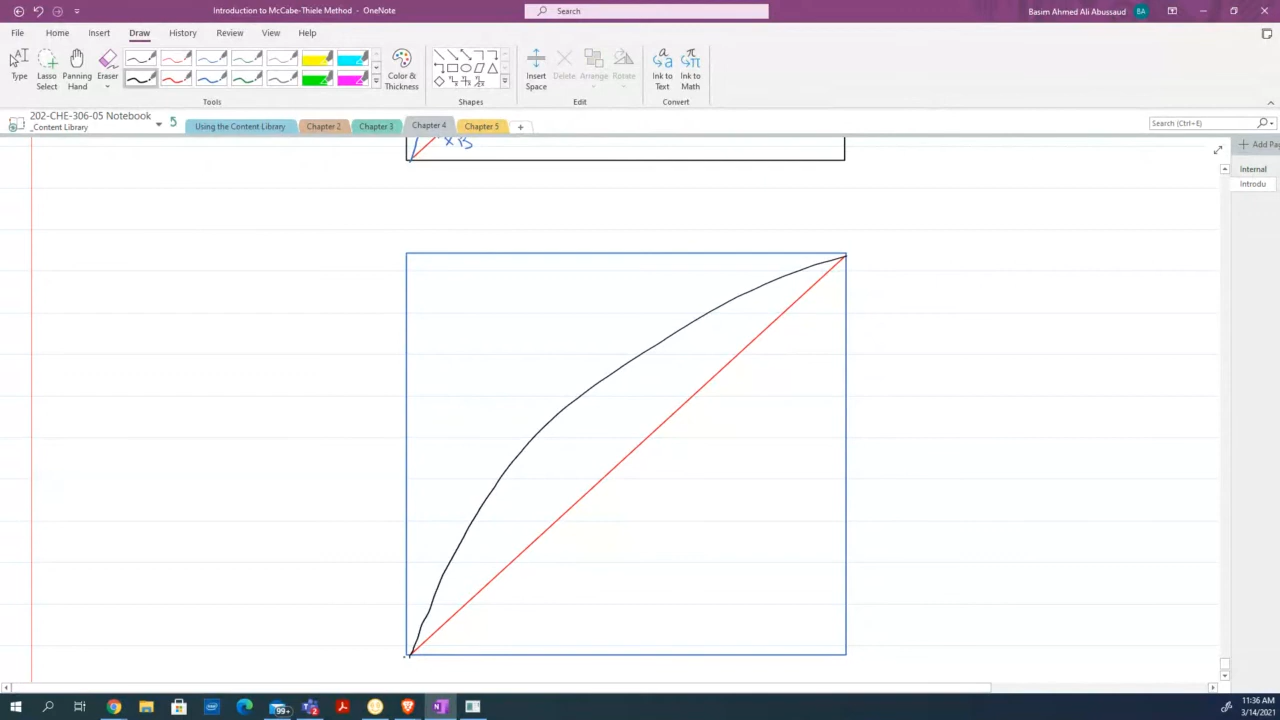 Introduction to McCabe-Thiele Method - OneNote
Search
Basim Ahmed Ali Abussaud
BA
File Home Insert Draw History Review View Help
Type
Lasso Select
Panning Hand
Eraser
Color & Thickness
Insert Space
Delete
Arrange
Rotate
Ink to Text
Ink to Math
Tools
Shapes
Edit
Convert
202-CHE-306-05 Notebook
_Content Library
Using the Content Library
Chapter 2
Chapter 3
Chapter 4
Chapter 5
Search (Ctrl+E)
Add Pag
Internal
Introdu
xB
99+
11:36 AM
3/14/2021